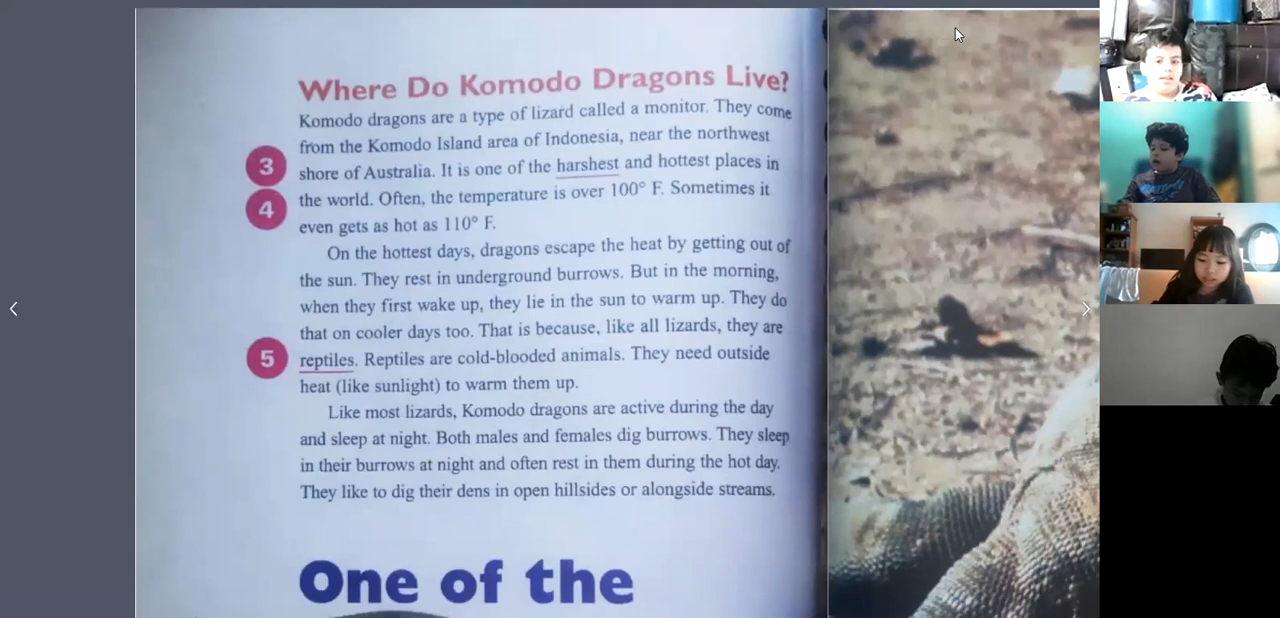 Where Do Komodo Dragons Live?
Komodo dragons are a type of lizard called a monitor. They come
from the Komodo Island area of Indonesia, near the northwest
3
shore of Australia. It is one of the harshest and hottest places in
4
the world. Often, the temperature is over 100° F. Sometimes it
even gets as hot as 110° F.
On the hottest days, dragons escape the heat by getting out of
the sun. They rest in underground burrows. But in the morning,
when they first wake up, they lie in the sun to warm up. They do
that on cooler days too. That is because, like all lizards, they are
5
reptiles. Reptiles are cold-blooded animals. They need outside
heat (like sunlight) to warm them up.
Like most lizards, Komodo dragons are active during the day
and sleep at night. Both males and females dig burrows. They sleep
in their burrows at night and often rest in them during the hot day.
They like to dig their dens in open hillsides or alongside streams.
One of the